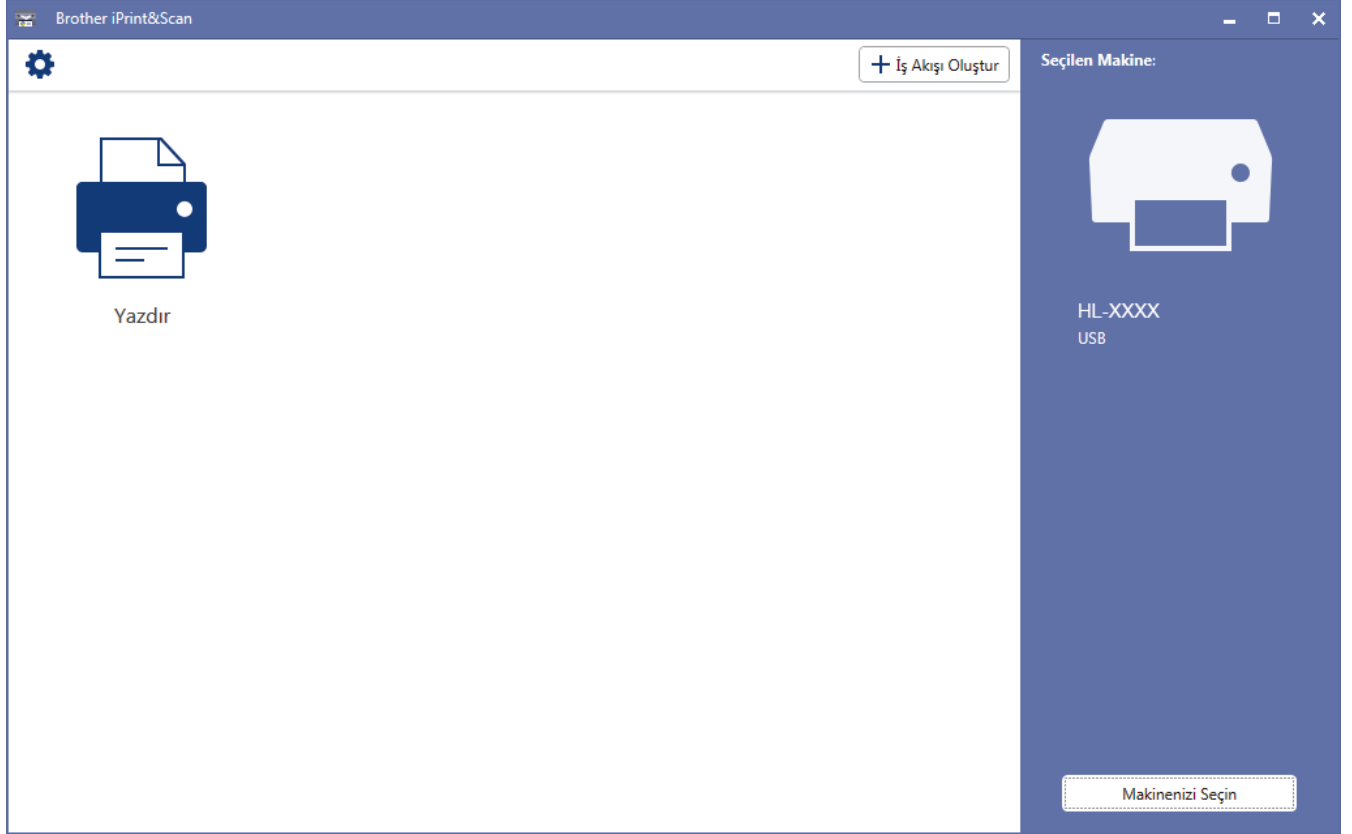 Brother iPrint&Scan
İş Akışı Oluştur
Seçilen Makine:
Yazdır
HL-XXXX
USB
Makinenizi Seçin